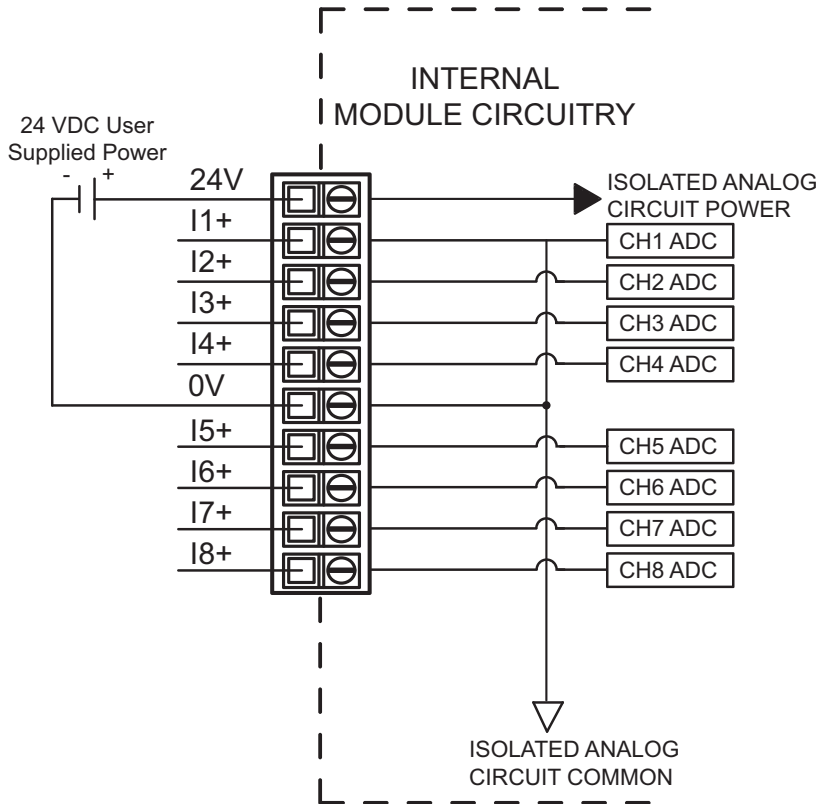 INTERNAL
MODULE CIRCUITRY
24 VDC User
Supplied Power
- +
24V
I1+
I2+
I3+
I4+
0V
I5+
I6+
I7+
I8+
ISOLATED ANALOG
CIRCUIT POWER
CH1 ADC
CH2 ADC
CH3 ADC
CH4 ADC
CH5 ADC
CH6 ADC
CH7 ADC
CH8 ADC
ISOLATED ANALOG
CIRCUIT COMMON